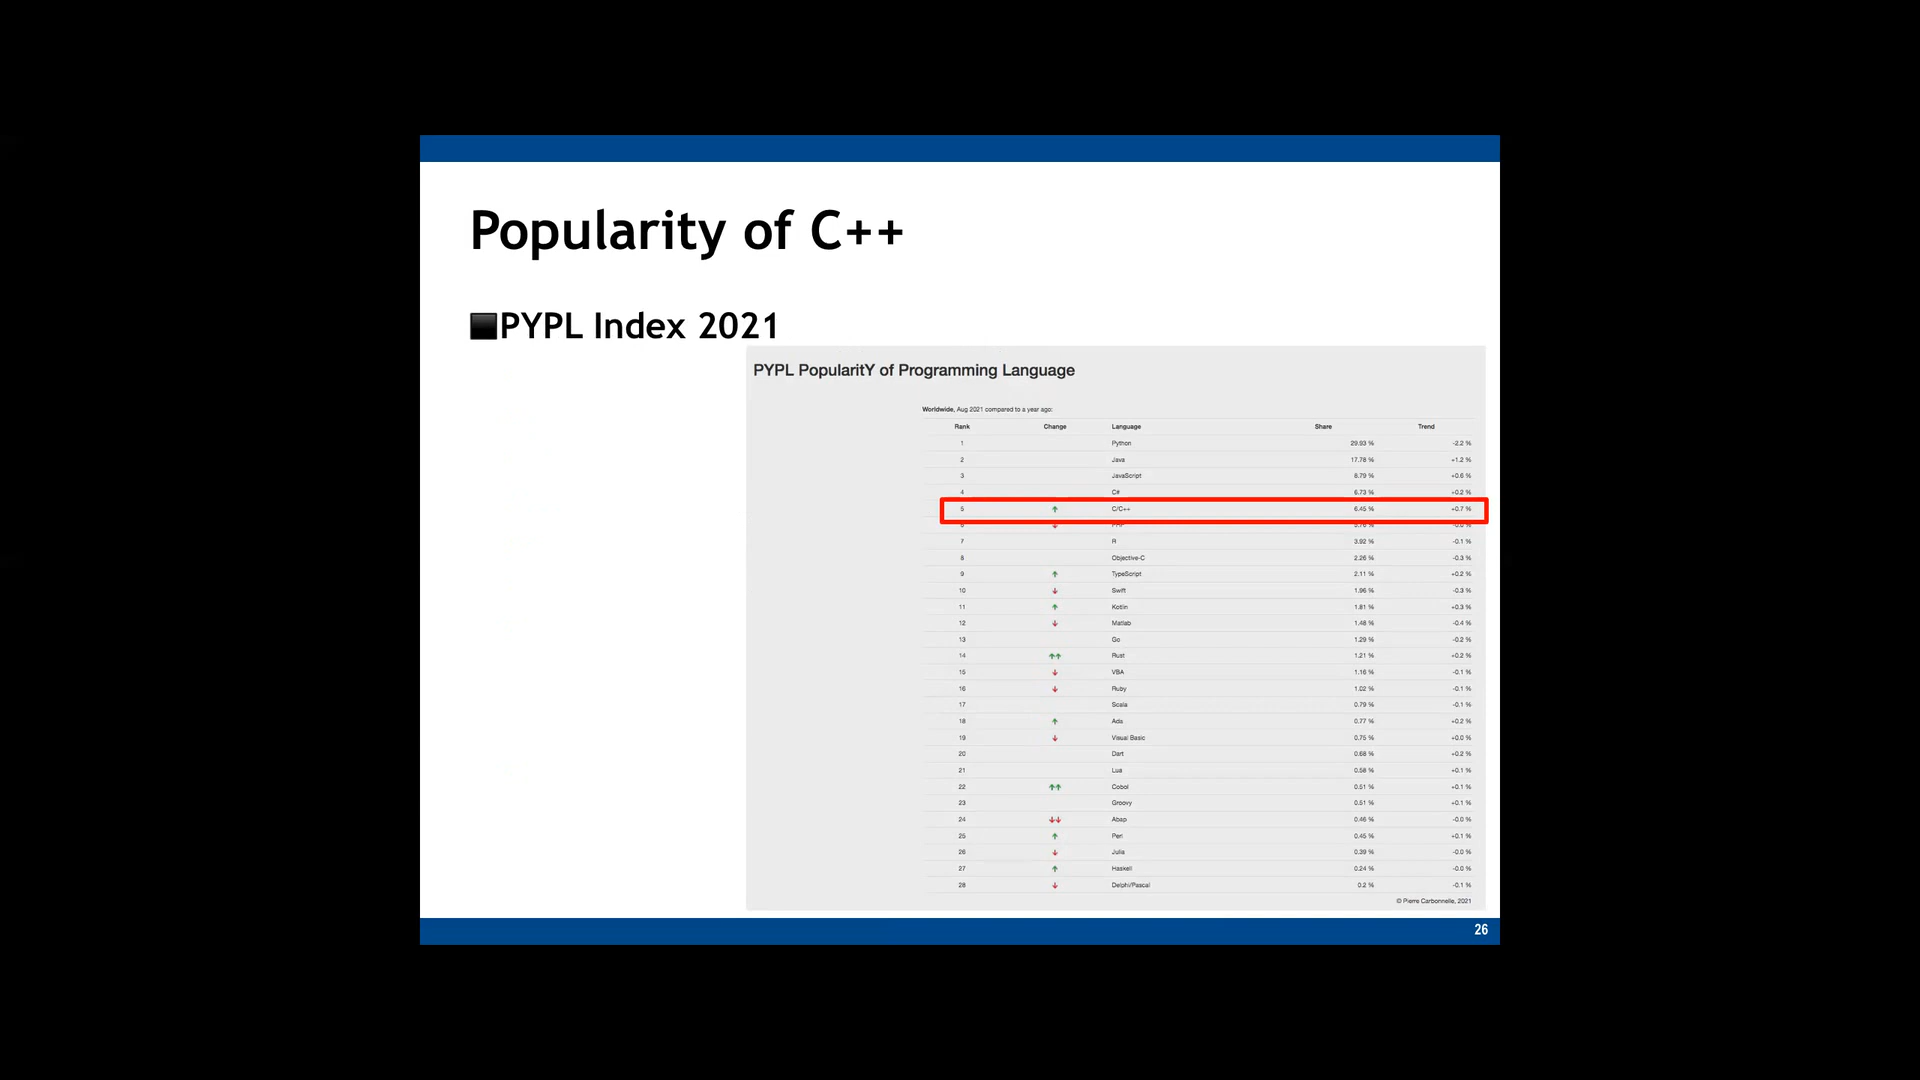 Popularity of C++
PYPL Index 2021
PYPL PopularitY of Programming Language
Worldwide, Aug 2021 compared to a year ago:
Rank Change Language Share Trend
1 Python 29.93 % -2.2 %
2 Java 17.78 % +1.2 %
3 JavaScript 8.79 % +0.6 %
4 C# 6.73 % +0.2 %
5 ↑ C/C++ 6.45 % +0.7 %
6 ↓ PHP 5.76 % -0.0 %
7 R 3.92 % -0.1 %
8 Objective-C 2.26 % -0.3 %
9 ↑ TypeScript 2.11 % +0.2 %
10 ↓ Swift 1.96 % -0.3 %
11 ↑ Kotlin 1.81 % +0.3 %
12 ↓ Matlab 1.48 % -0.4 %
13 Go 1.29 % -0.2 %
14 ↑↑ Rust 1.21 % +0.2 %
15 ↓ VBA 1.16 % -0.1 %
16 ↓ Ruby 1.02 % -0.1 %
17 Scala 0.79 % -0.1 %
18 ↑ Ada 0.77 % +0.2 %
19 ↓ Visual Basic 0.75 % +0.0 %
20 Dart 0.68 % +0.2 %
21 Lua 0.58 % +0.1 %
22 ↑↑ Cobol 0.51 % +0.1 %
23 Groovy 0.51 % +0.1 %
24 ↓↓ Abap 0.46 % -0.0 %
25 ↑ Perl 0.45 % +0.1 %
26 ↓ Julia 0.39 % -0.0 %
27 ↑ Haskell 0.24 % -0.0 %
28 ↓ Delphi/Pascal 0.2 % -0.1 %
© Pierre Carbonnelle, 2021
26